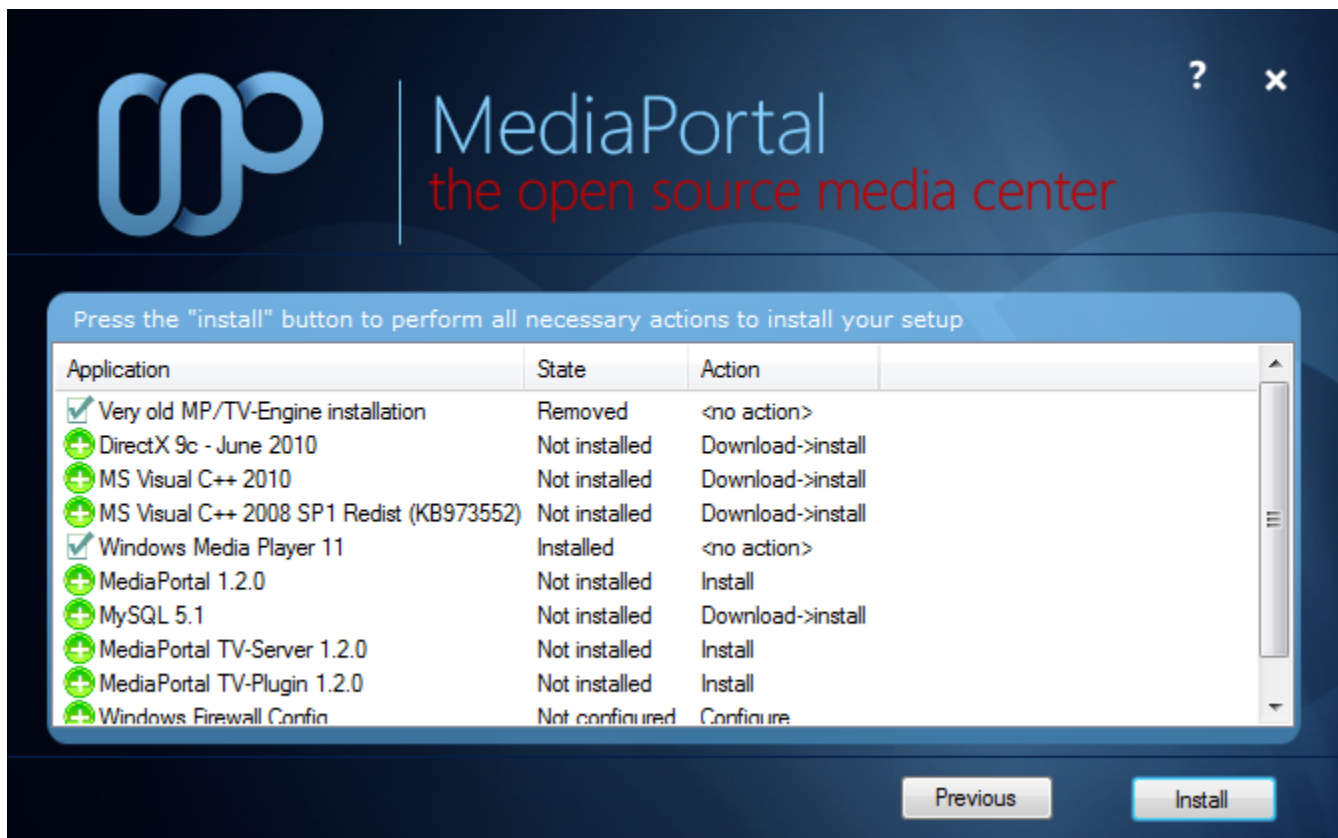 ?
MediaPortal
the open source media center
Press the "install" button to perform all necessary actions to install your setup
Application State Action
Very old MP/TV-Engine installation Removed <no action>
DirectX 9c - June 2010 Not installed Download->install
MS Visual C++ 2010 Not installed Download->install
MS Visual C++ 2008 SP1 Redist (KB973552) Not installed Download->install
Windows Media Player 11 Installed <no action>
MediaPortal 1.2.0 Not installed Install
MySQL 5.1 Not installed Download->install
MediaPortal TV-Server 1.2.0 Not installed Install
MediaPortal TV-Plugin 1.2.0 Not installed Install
Windows Firewall Config Not configured Configure
Previous Install